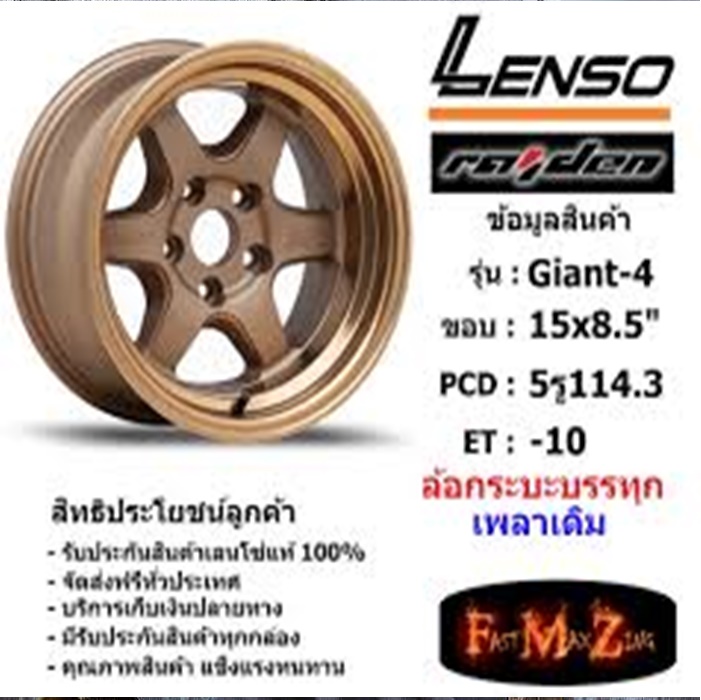 LENSO
raiden
ข้อมูลสินค้า
รุ่น : Giant-4
ขอบ : 15x8.5"
PCD : 5รู114.3
ET : -10
ล้อกระบะบรรทุก
เพลาเดิม
สิทธิประโยชน์ลูกค้า
- รับประกันสินค้าเลนโซ่แท้ 100%
- จัดส่งฟรีทั่วประเทศ
- บริการเก็บเงินปลายทาง
- มีรับประกันสินค้าทุกกล่อง
- คุณภาพสินค้า แข็งแรงทนทาน
FAST MAX ZING